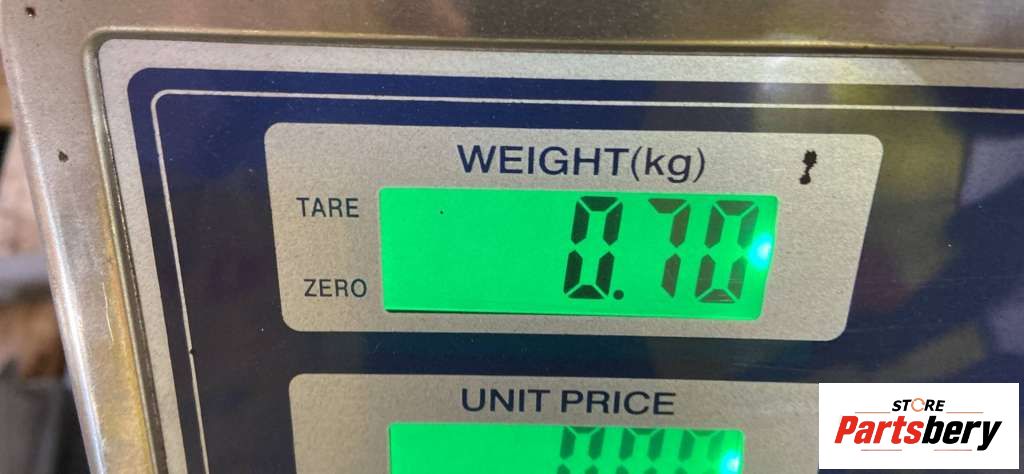 WEIGHT(kg)
TARE
0.70
ZERO
UNIT PRICE
STORE
Partsbery